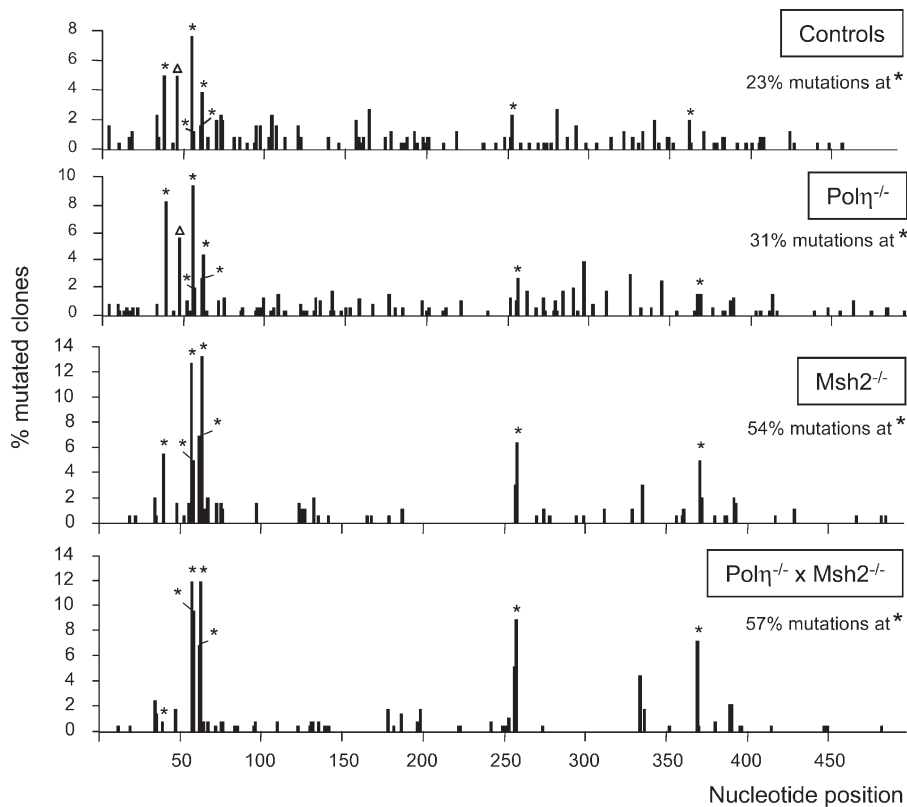 % mutated clones
Controls
23% mutations at *
8
6
4
2
0
* * Δ * * * * * *
Polη-/-
31% mutations at *
10
8
6
4
2
0
* * Δ * * * * * *
Msh2-/-
54% mutations at *
14
12
10
8
6
4
2
0
* * * * * * *
Polη-/- x Msh2-/-
57% mutations at *
14
12
10
8
6
4
2
0
* * * * * * *
50 100 150 200 250 300 350 400 450
Nucleotide position